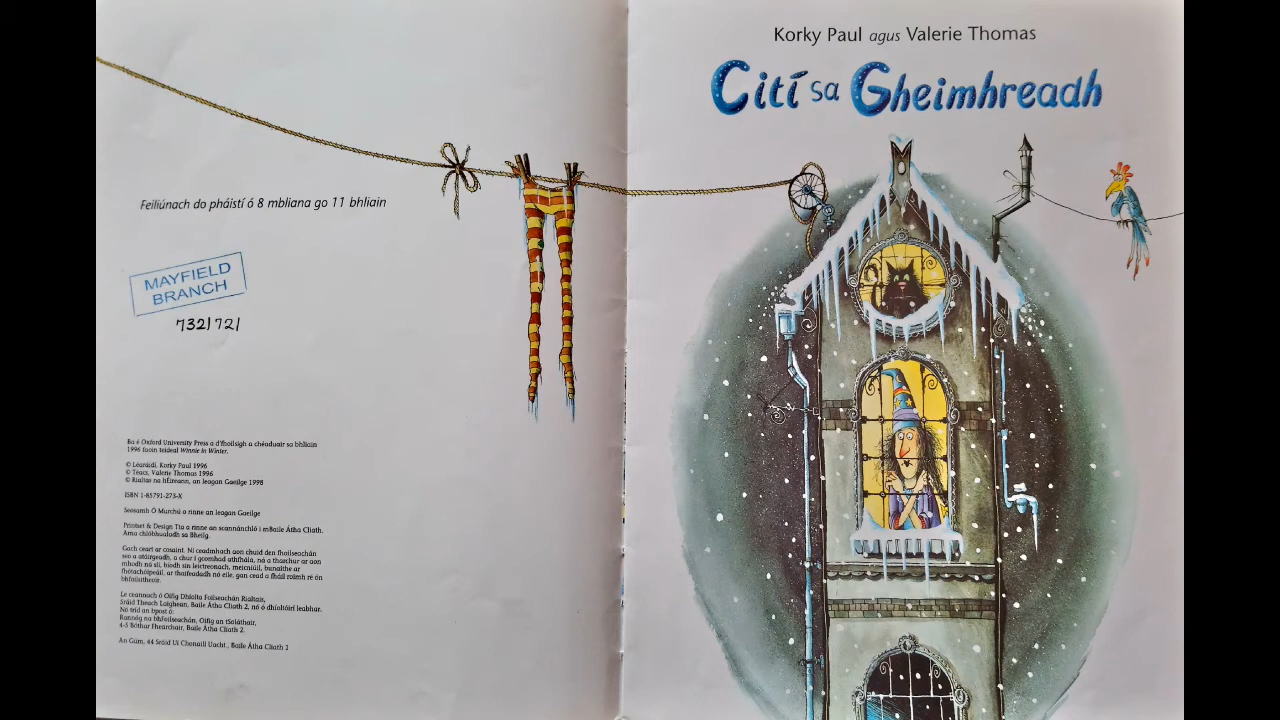 Feiliúnach do pháistí ó 8 mbliana go 11 bhliain
MAYFIELD
BRANCH
732172/
Ba é Oxford University Press a d'fhoilsigh a chéaduair sa bhliain
1996 faoin teideal Winnie in Winter.
© Léaráidí, Korky Paul 1996
© Téacs, Valerie Thomas 1996
© Rialtas na hÉireann, an leagan Gaeilge 1998
ISBN 1-85791-273-X
Seosamh Ó Murchú a rinne an leagan Gaeilge
Printset & Design Tta a rinne an scannánchló i mBaile Átha Cliath.
Arna chlóbhualadh sa Bheilg.
Gach ceart ar cosaint. Ní ceadmhach aon chuid den fhoilseachán
seo a atáirgeadh, a chur i gcomhad athfhála, ná a tharchur ar aon
mhodh ná slí, bíodh sin leictreonach, meicniúil, bunaithe ar
fhótachóipeáil, ar thaifeadadh nó eile, gan cead a fháil roimh ré ón
bhfoilsitheoir.
Le ceannach ó Oifig Dhíolta Foilseachán Rialtais,
Sráid Theach Laighean, Baile Átha Cliath 2, nó ó dhíoltóirí leabhar.
Nó tríd an bpost ó:
Rannóg na bhFoilseachán, Oifig an tSoláthair,
4-5 Bóthar Fhearchair, Baile Átha Cliath 2.
An Gúm, 44 Sráid Uí Chonaill Uacht., Baile Átha Cliath 1
Korky Paul agus Valerie Thomas
Cití sa Gheimhreadh